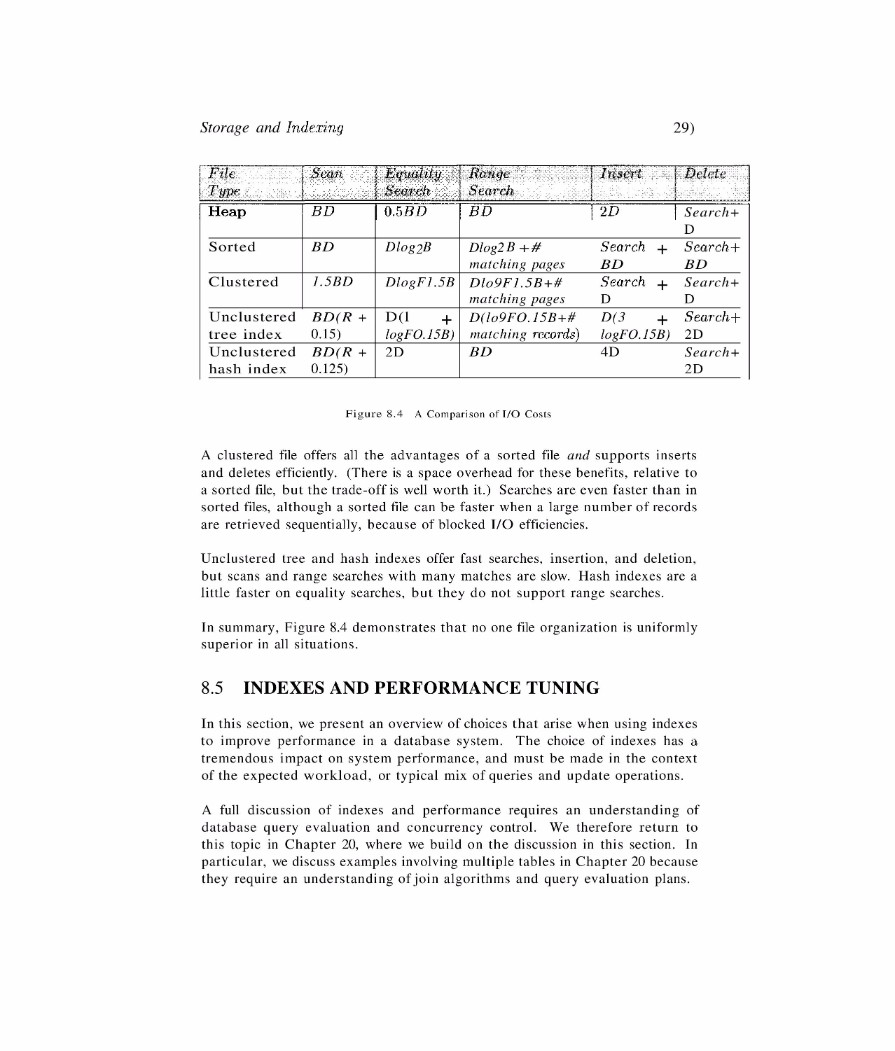 Storage and Indexing 29)
File Type Scan Equality Search Range Search Insert Delete
Heap BD 0.5BD BD 2D Search+ D
Sorted BD Dlog2B Dlog2B +# matching pages Search + BD Search+ BD
Clustered 1.5BD DlogF1.5B Dlo9F1.5B+# matching pages Search + D Search+ D
Unclustered tree index BD(R + 0.15) D(1 + logFO.15B) D(lo9FO.15B+# matching records) D(3 + logFO.15B) Search+ 2D
Unclustered hash index BD(R + 0.125) 2D BD 4D Search+ 2D
Figure 8.4 A Comparison of I/O Costs
A clustered file offers all the advantages of a sorted file and supports inserts
and deletes efficiently. (There is a space overhead for these benefits, relative to
a sorted file, but the trade-off is well worth it.) Searches are even faster than in
sorted files, although a sorted file can be faster when a large number of records
are retrieved sequentially, because of blocked I/O efficiencies.
Unclustered tree and hash indexes offer fast searches, insertion, and deletion,
but scans and range searches with many matches are slow. Hash indexes are a
little faster on equality searches, but they do not support range searches.
In summary, Figure 8.4 demonstrates that no one file organization is uniformly
superior in all situations.
8.5 INDEXES AND PERFORMANCE TUNING
In this section, we present an overview of choices that arise when using indexes
to improve performance in a database system. The choice of indexes has a
tremendous impact on system performance, and must be made in the context
of the expected workload, or typical mix of queries and update operations.
A full discussion of indexes and performance requires an understanding of
database query evaluation and concurrency control. We therefore return to
this topic in Chapter 20, where we build on the discussion in this section. In
particular, we discuss examples involving multiple tables in Chapter 20 because
they require an understanding of join algorithms and query evaluation plans.